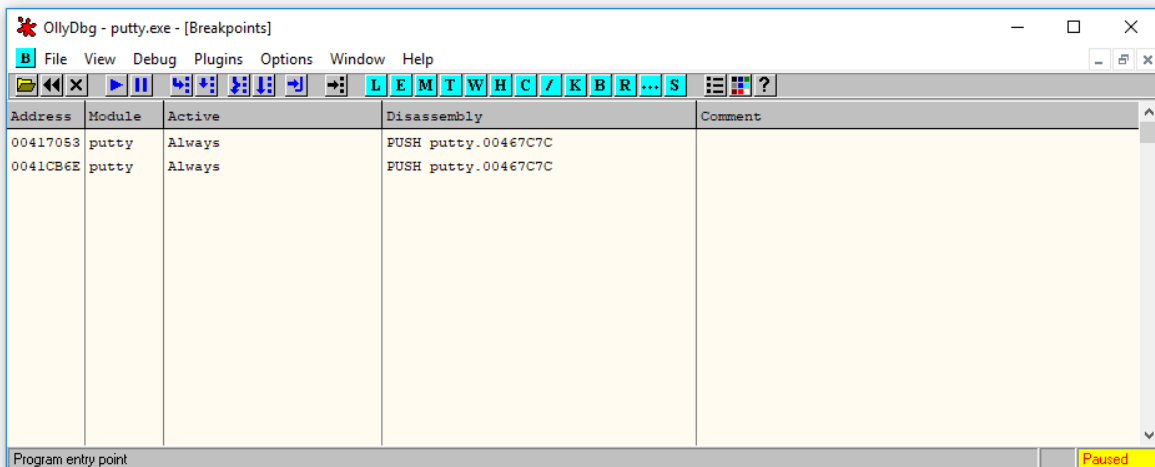 OllyDbg - putty.exe - [Breakpoints]
B File View Debug Plugins Options Window Help
L E M T W H C / K B R ... S ?
Address Module Active Disassembly Comment
00417053 putty Always PUSH putty.00467C7C
0041CB6E putty Always PUSH putty.00467C7C
Program entry point Paused